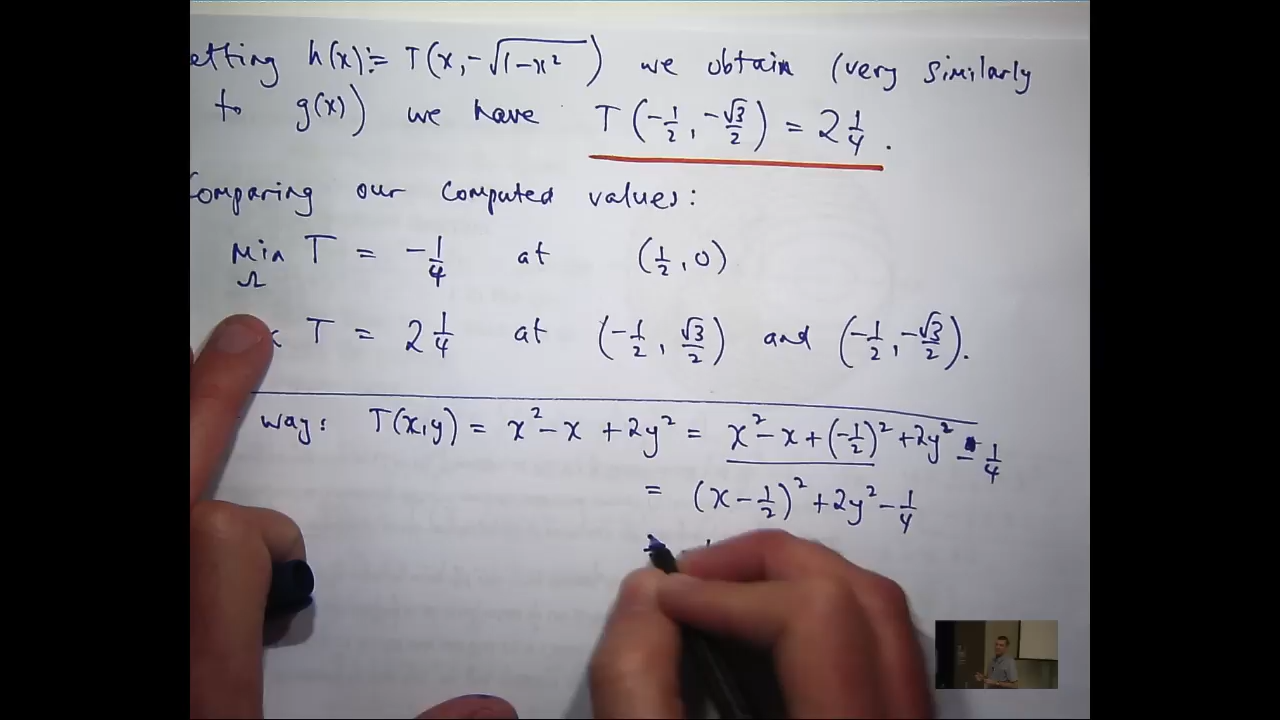 etting h(x) := T(x, -√(1-x²)) we obtain (very similarly
to g(x)) we have T(-1/2, -√3/2) = 2 1/4.
Comparing our computed values:
Min T = -1/4 at (1/2, 0)
Ω
T = 2 1/4 at (-1/2, √3/2) and (-1/2, -√3/2).
way: T(x,y) = x² - x + 2y² = x² - x + (-1/2)² + 2y² - 1/4
= (x - 1/2)² + 2y² - 1/4